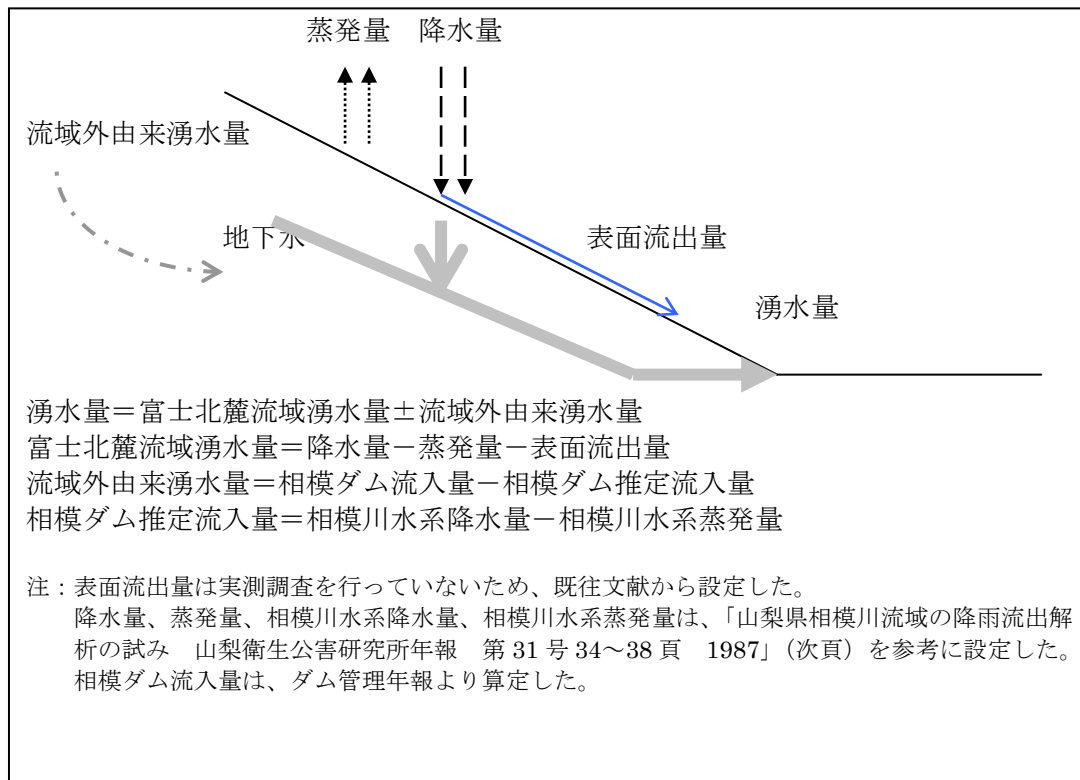 蒸発量　降水量
流域外由来湧水量
地下水
表面流出量
湧水量
湧水量＝富士北麓流域湧水量±流域外由来湧水量
富士北麓流域湧水量＝降水量－蒸発量－表面流出量
流域外由来湧水量＝相模ダム流入量－相模ダム推定流入量
相模ダム推定流入量＝相模川水系降水量－相模川水系蒸発量
注：表面流出量は実測調査を行っていないため、既往文献から設定した。
降水量、蒸発量、相模川水系降水量、相模川水系蒸発量は、「山梨県相模川流域の降雨流出解
析の試み　山梨衛生公害研究所年報　第 31 号 34～38 頁　1987」（次頁）を参考に設定した。
相模ダム流入量は、ダム管理年報より算定した。